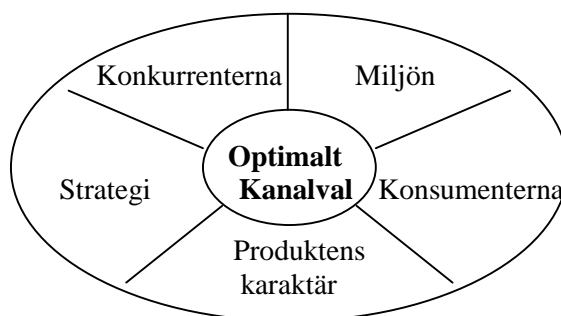 Konkurrenterna
Miljön
Optimalt
Kanalval
Strategi
Konsumenterna
Produktens
karaktär